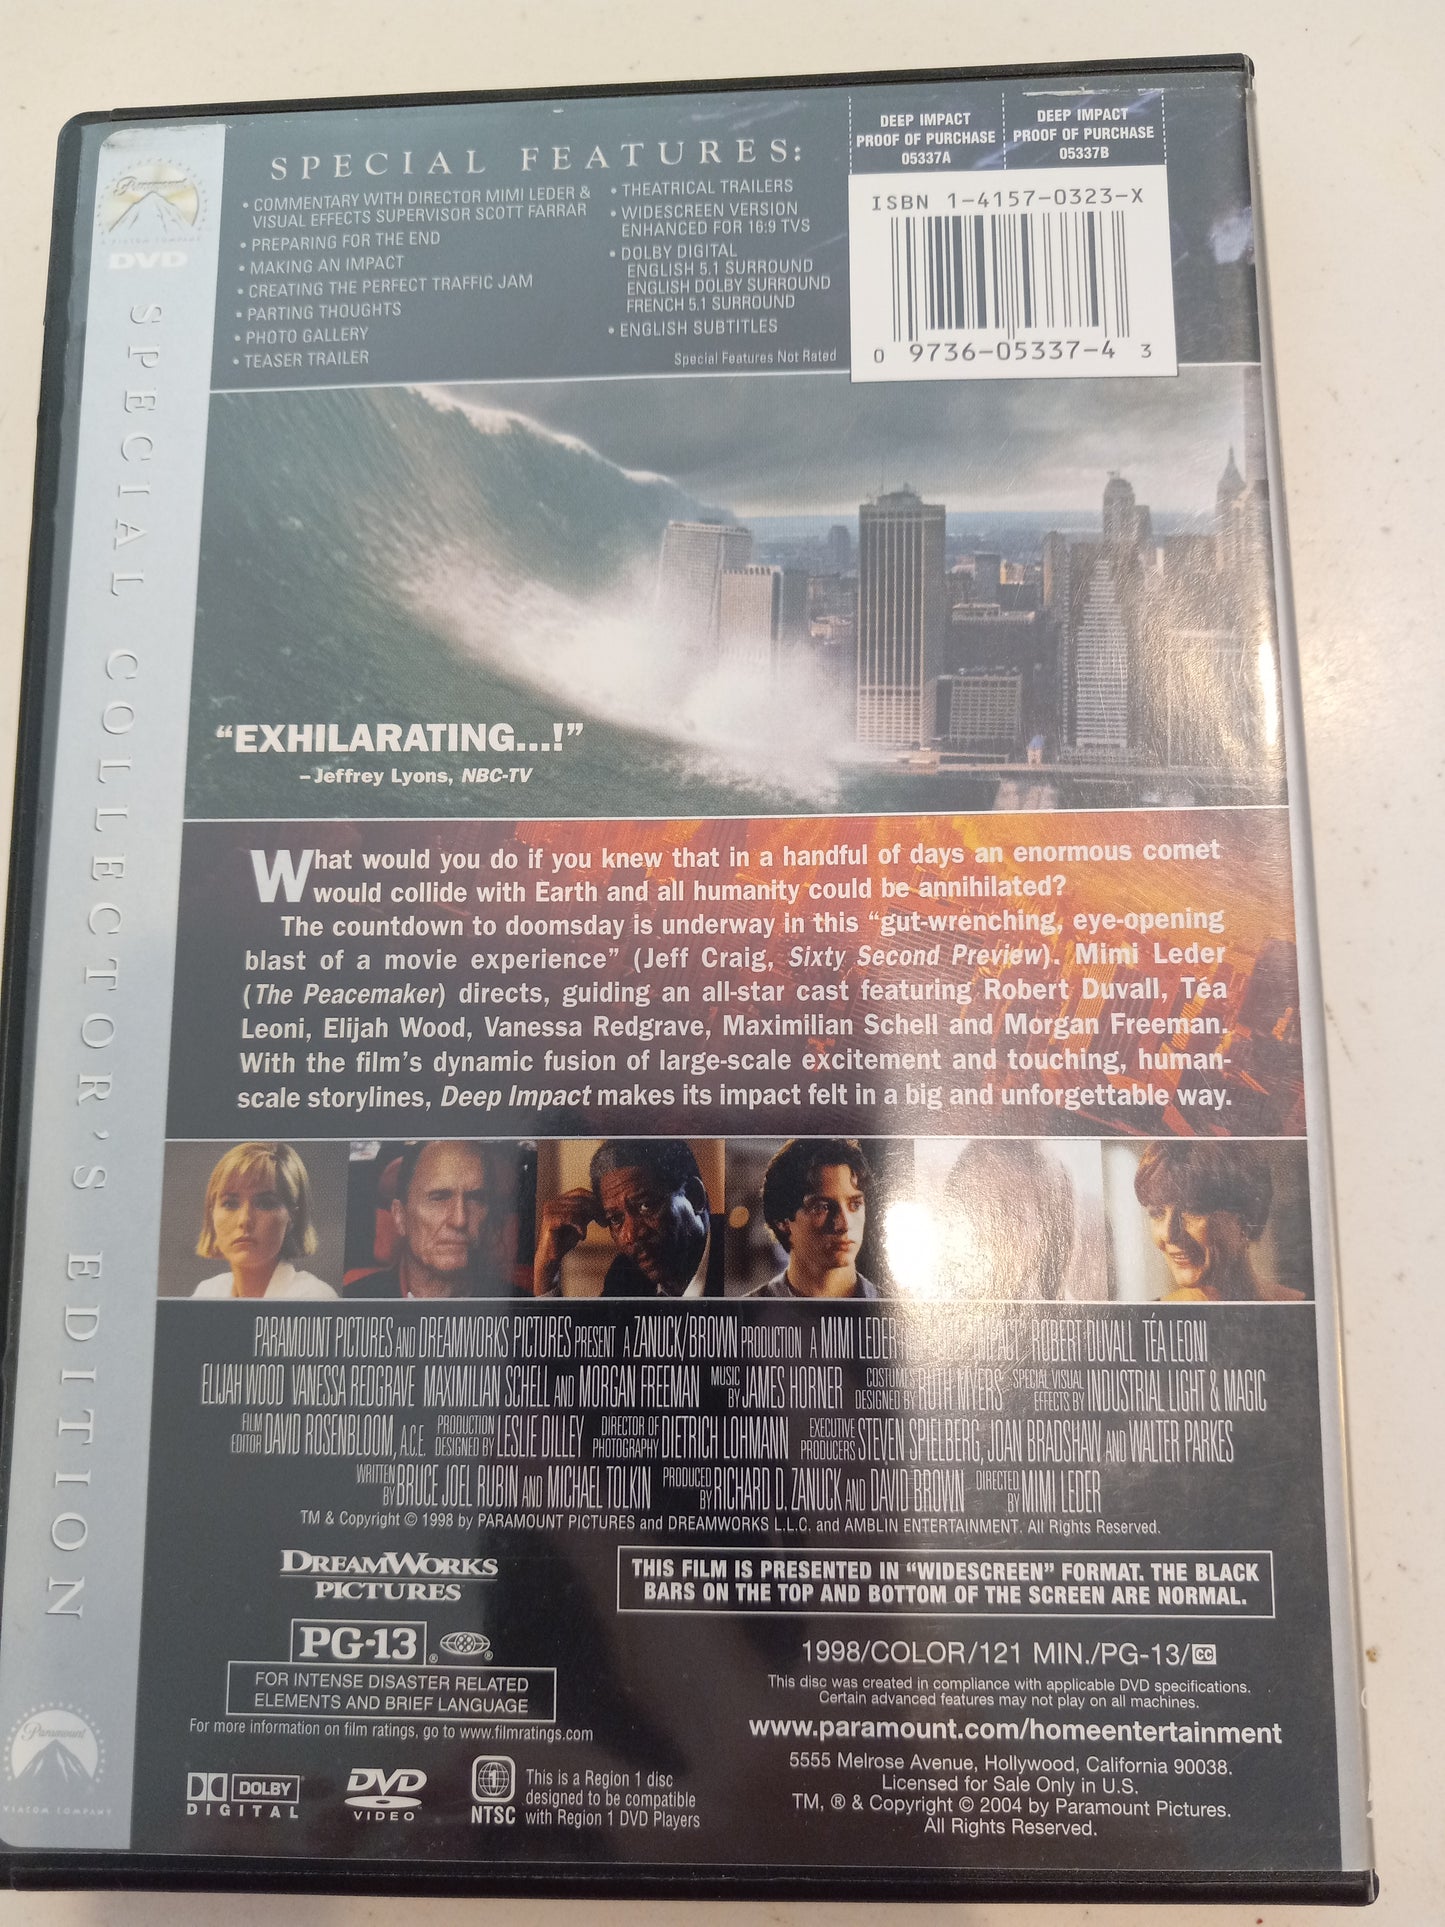 DEEP IMPACT
PROOF OF PURCHASE
05337A
DEEP IMPACT
PROOF OF PURCHASE
05337B
ISBN 1-4157-0323-X
0 9736-05337-4 3
Paramount
A VIACOM COMPANY
DVD
SPECIAL COLLECTOR'S EDITION
SPECIAL FEATURES:
• COMMENTARY WITH DIRECTOR MIMI LEDER &
VISUAL EFFECTS SUPERVISOR SCOTT FARRAR
• PREPARING FOR THE END
• MAKING AN IMPACT
• CREATING THE PERFECT TRAFFIC JAM
• PARTING THOUGHTS
• PHOTO GALLERY
• TEASER TRAILER
• THEATRICAL TRAILERS
• WIDESCREEN VERSION
ENHANCED FOR 16:9 TVS
• DOLBY DIGITAL
ENGLISH 5.1 SURROUND
ENGLISH DOLBY SURROUND
FRENCH 5.1 SURROUND
• ENGLISH SUBTITLES
Special Features Not Rated
“EXHILARATING...!”
–Jeffrey Lyons, NBC-TV
What would you do if you knew that in a handful of days an enormous comet
would collide with Earth and all humanity could be annihilated?
The countdown to doomsday is underway in this “gut-wrenching, eye-opening
blast of a movie experience” (Jeff Craig, Sixty Second Preview). Mimi Leder
(The Peacemaker) directs, guiding an all-star cast featuring Robert Duvall, Téa
Leoni, Elijah Wood, Vanessa Redgrave, Maximilian Schell and Morgan Freeman.
With the film’s dynamic fusion of large-scale excitement and touching, human-
scale storylines, Deep Impact makes its impact felt in a big and unforgettable way.
PARAMOUNT PICTURES AND DREAMWORKS PICTURES PRESENT A ZANUCK/BROWN PRODUCTION A MIMI LEDER ROBERT DUVALL TÉA LEONI
ELIJAH WOOD VANESSA REDGRAVE MAXIMILIAN SCHELL AND MORGAN FREEMAN MUSIC BY JAMES HORNER COSTUMES DESIGNED BY RUTH MYERS SPECIAL VISUAL EFFECTS BY INDUSTRIAL LIGHT & MAGIC
FILM EDITOR DAVID ROSENBLOOM, A.C.E. PRODUCTION DESIGNED BY LESLIE DILLEY DIRECTOR OF PHOTOGRAPHY DIETRICH LOHMANN EXECUTIVE PRODUCERS STEVEN SPIELBERG, JOAN BRADSHAW AND WALTER PARKES
WRITTEN BY BRUCE JOEL RUBIN AND MICHAEL TOLKIN PRODUCED BY RICHARD D. ZANUCK AND DAVID BROWN DIRECTED BY MIMI LEDER
TM & Copyright © 1998 by PARAMOUNT PICTURES and DREAMWORKS L.L.C. and AMBLIN ENTERTAINMENT. All Rights Reserved.
DREAMWORKS
PICTURES
THIS FILM IS PRESENTED IN “WIDESCREEN” FORMAT. THE BLACK
BARS ON THE TOP AND BOTTOM OF THE SCREEN ARE NORMAL.
PG-13 ® ®
FOR INTENSE DISASTER RELATED
ELEMENTS AND BRIEF LANGUAGE
For more information on film ratings, go to www.filmratings.com
1998/COLOR/121 MIN./PG-13/CC
This disc was created in compliance with applicable DVD specifications.
Certain advanced features may not play on all machines.
www.paramount.com/homeentertainment
5555 Melrose Avenue, Hollywood, California 90038.
Licensed for Sale Only in U.S.
TM, ® & Copyright © 2004 by Paramount Pictures.
All Rights Reserved.
DOLBY
DIGITAL
DVD
VIDEO
1
NTSC
This is a Region 1 disc
designed to be compatible
with Region 1 DVD Players
Paramount
VIACOM COMPANY